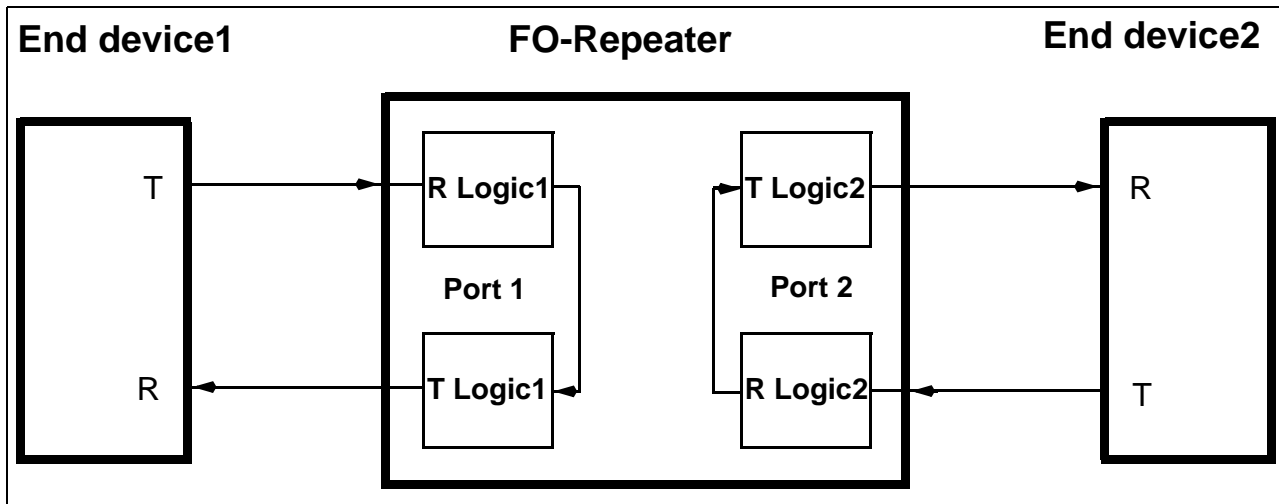 End device1
FO-Repeater
End device2
T
R Logic1
T Logic2
R
Port 1
Port 2
R
T Logic1
R Logic2
T